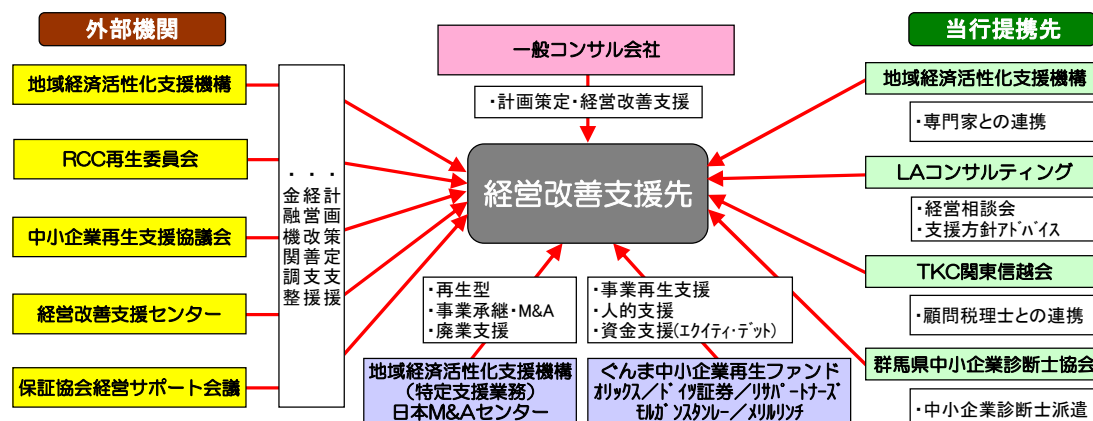 外部機関
地域経済活性化支援機構
RCC再生委員会
中小企業再生支援協議会
経営改善支援センター
保証協会経営サポート会議
・計画策定支援
・経営改善支援
・金融機関調整
一般コンサル会社
・計画策定・経営改善支援
経営改善支援先
・再生型
・事業承継・M&A
・廃業支援
地域経済活性化支援機構
（特定支援業務）
日本M&Aセンター
・事業再生支援
・人的支援
・資金支援(ｴｸｲﾃｨ・ﾃﾞｯﾄ)
ぐんま中小企業再生ファンド
ｵﾘｯｸｽ／ﾄﾞｲﾂ証券／ﾘｻﾊﾟｰﾄﾅｰｽﾞ
ﾓﾙｶﾞﾝｽﾀﾝﾚｰ／ﾒﾘﾙﾘﾝﾁ
当行提携先
地域経済活性化支援機構
・専門家との連携
LAコンサルティング
・経営相談会
・支援方針ｱﾄﾞﾊﾞｲｽ
TKC関東信越会
・顧問税理士との連携
群馬県中小企業診断士協会
・中小企業診断士派遣